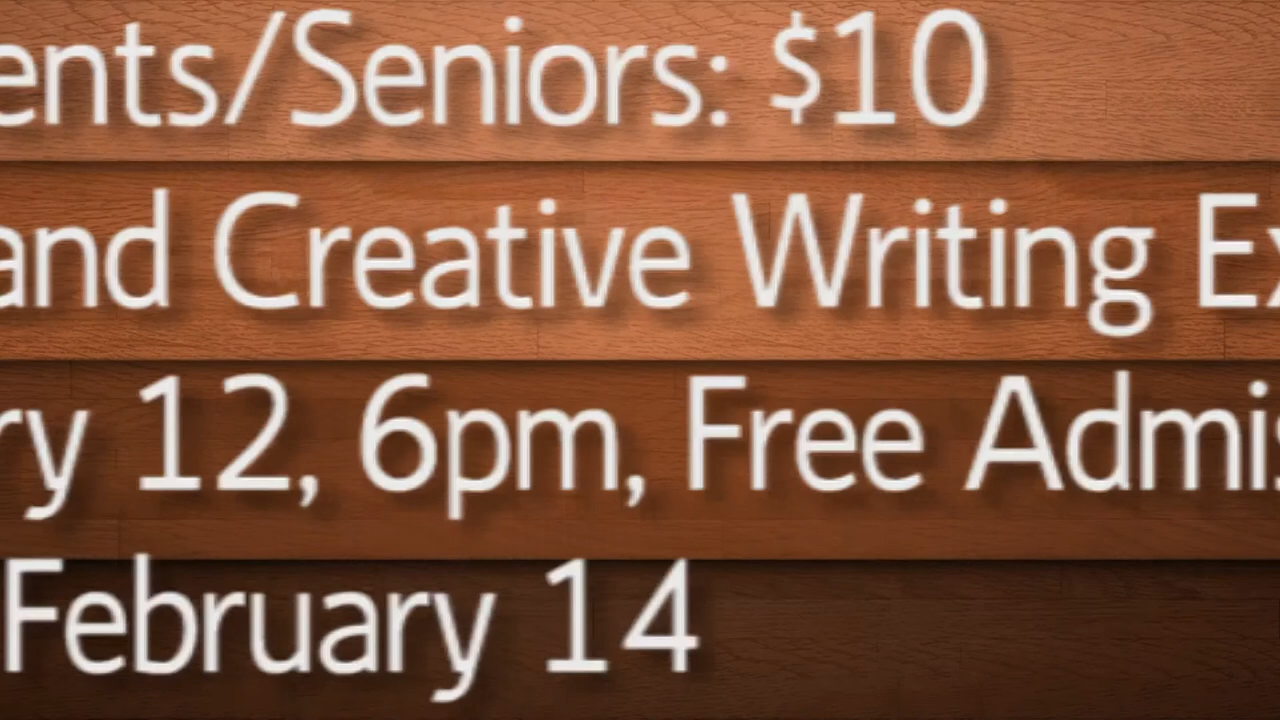 ents/Seniors: $10
and Creative Writing Ex
ry 12, 6pm, Free Admis
February 14